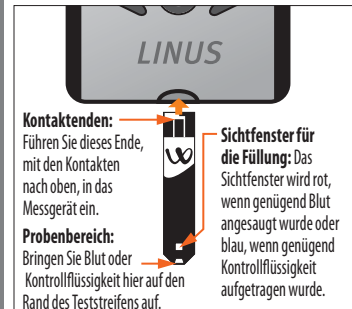 LINUS
Kontaktenden:
Führen Sie dieses Ende,
mit den Kontakten
nach oben, in das
Messgerät ein.
Probenbereich:
Bringen Sie Blut oder
Kontrollflüssigkeit hier auf den
Rand des Teststreifens auf.
Sichtfenster für
die Füllung: Das
Sichtfenster wird rot,
wenn genügend Blut
angesaugt wurde oder
blau, wenn genügend
Kontrollflüssigkeit
aufgetragen wurde.